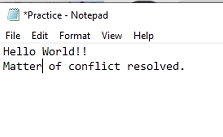 *Practice - Notepad
File Edit Format View Help
Hello World!!
Matter of conflict resolved.